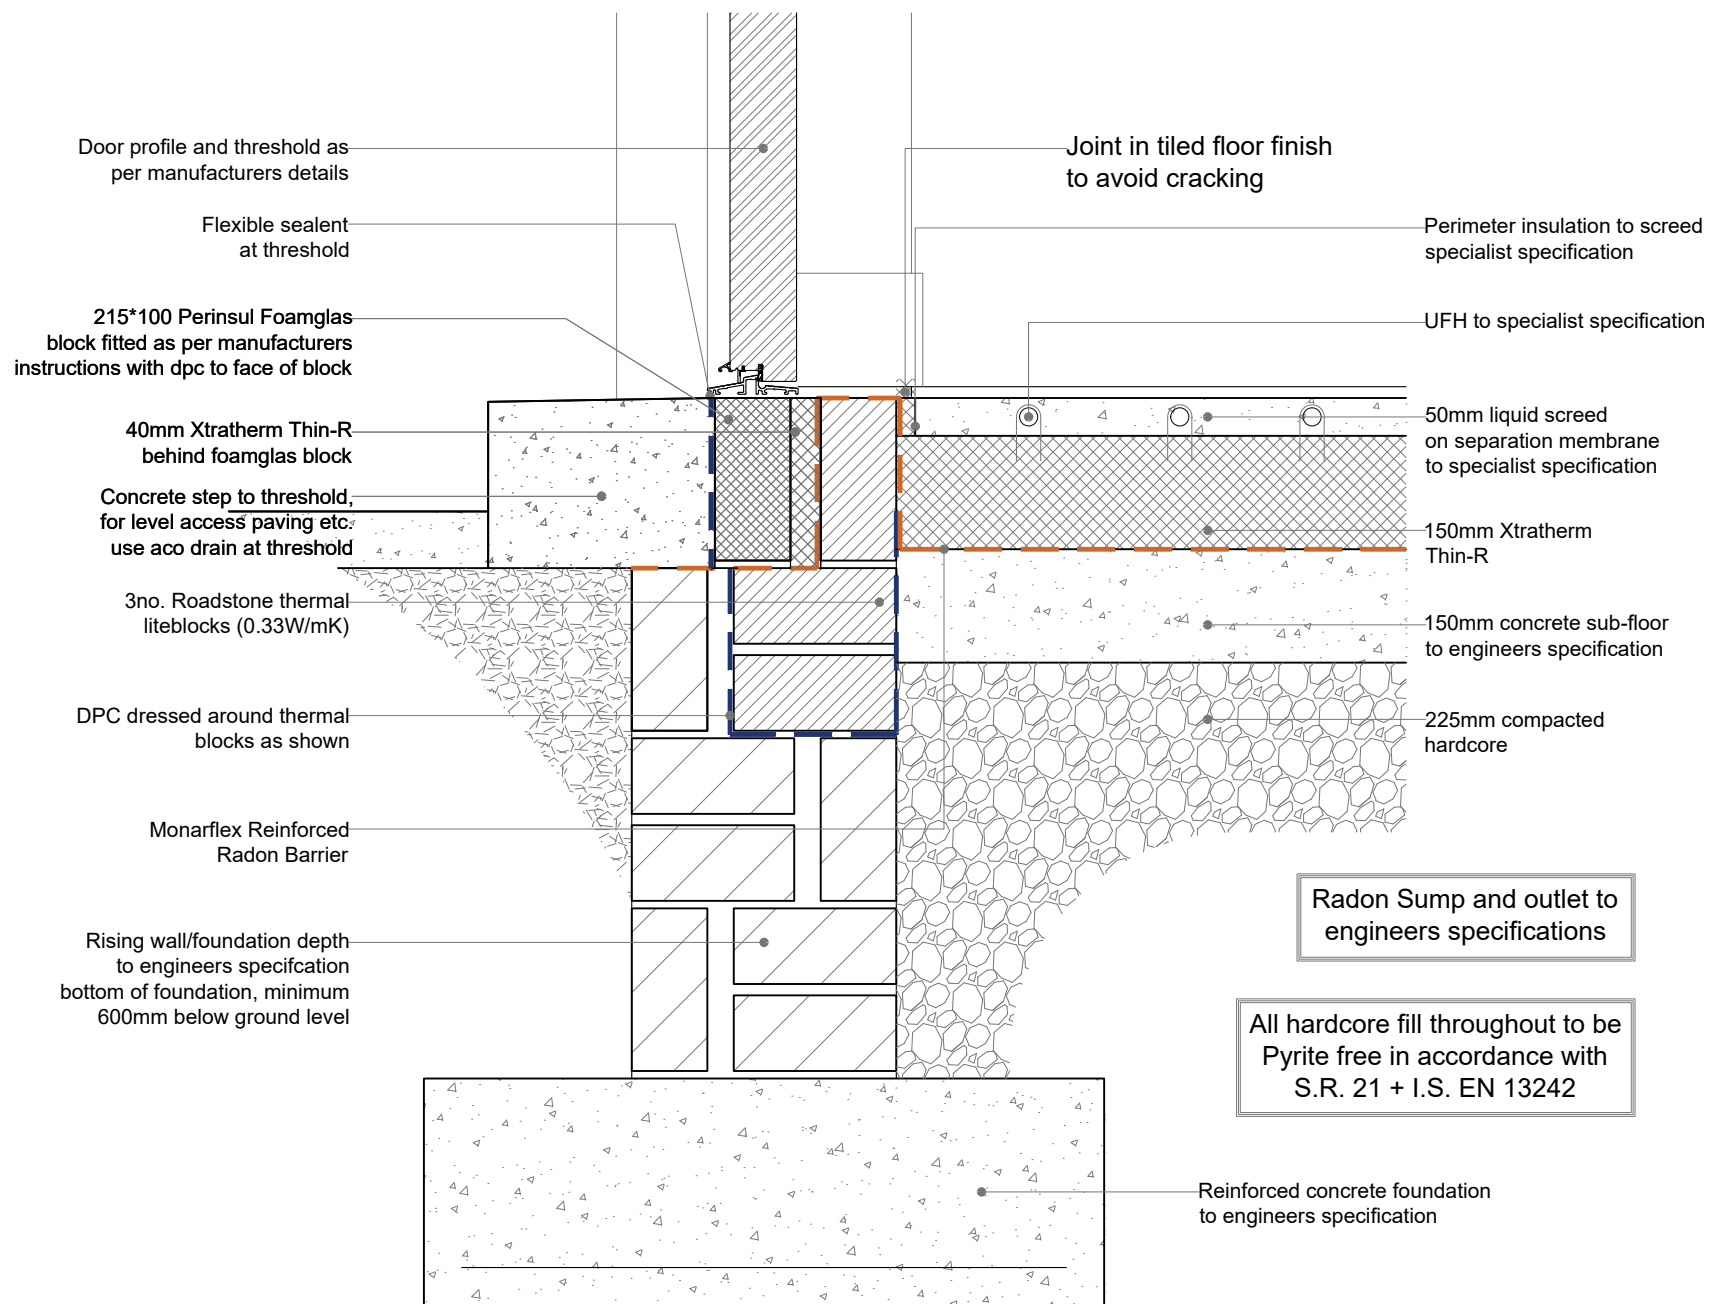 Door profile and threshold as
per manufacturers details
Flexible sealent
at threshold
215*100 Perinsul Foamglas
block fitted as per manufacturers
instructions with dpc to face of block
40mm Xtratherm Thin-R
behind foamglas block
Concrete step to threshold,
for level access paving etc.
use aco drain at threshold
3no. Roadstone thermal
liteblocks (0.33W/mK)
DPC dressed around thermal
blocks as shown
Monarflex Reinforced
Radon Barrier
Rising wall/foundation depth
to engineers specifcation
bottom of foundation, minimum
600mm below ground level
Joint in tiled floor finish
to avoid cracking
Perimeter insulation to screed
specialist specification
UFH to specialist specification
50mm liquid screed
on separation membrane
to specialist specification
150mm Xtratherm
Thin-R
150mm concrete sub-floor
to engineers specification
225mm compacted
hardcore
Radon Sump and outlet to
engineers specifications
All hardcore fill throughout to be
Pyrite free in accordance with
S.R. 21 + I.S. EN 13242
Reinforced concrete foundation
to engineers specification